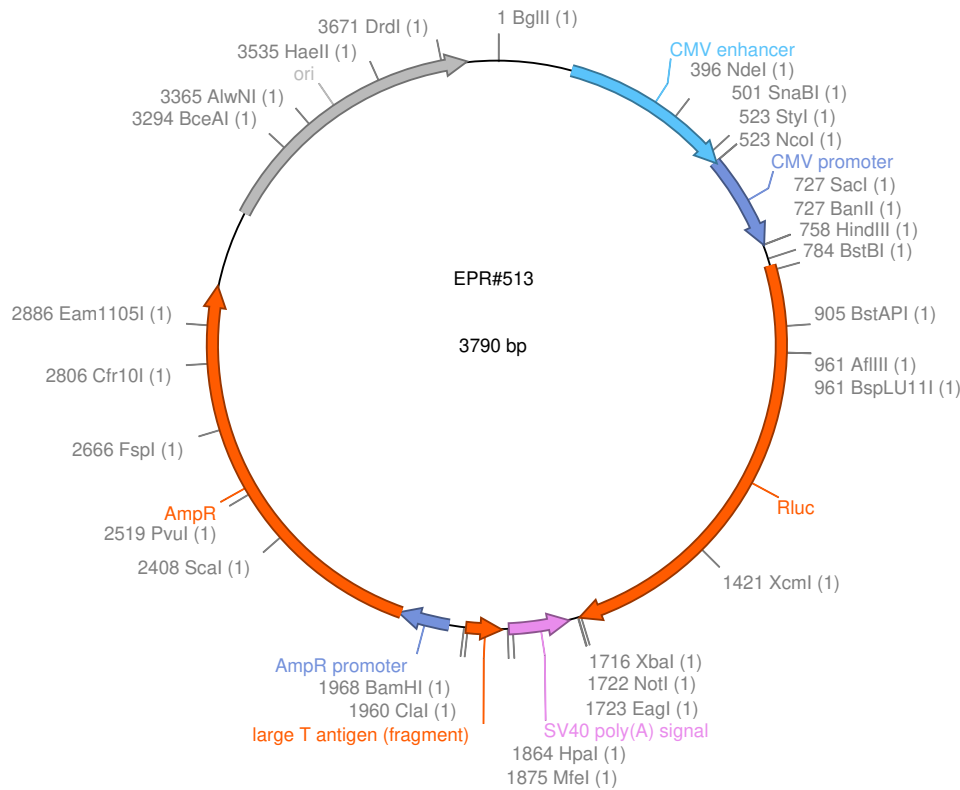 3671 DrdI (1)
1 BglII (1)
3535 HaeII (1)
CMV enhancer
ori
396 NdeI (1)
3365 AlwNI (1)
501 SnaBI (1)
3294 BceAI (1)
523 StyI (1)
523 NcoI (1)
CMV promoter
727 SacI (1)
727 BanII (1)
758 HindIII (1)
784 BstBI (1)
EPR#513
2886 Eam1105I (1)
905 BstAPI (1)
3790 bp
961 AflIII (1)
2806 Cfr10I (1)
961 BspLU11I (1)
2666 FspI (1)
AmpR
Rluc
2519 PvuI (1)
2408 ScaI (1)
1421 XcmI (1)
AmpR promoter
1716 XbaI (1)
1968 BamHI (1)
1722 NotI (1)
1960 ClaI (1)
1723 EagI (1)
large T antigen (fragment)
SV40 poly(A) signal
1864 HpaI (1)
1875 MfeI (1)